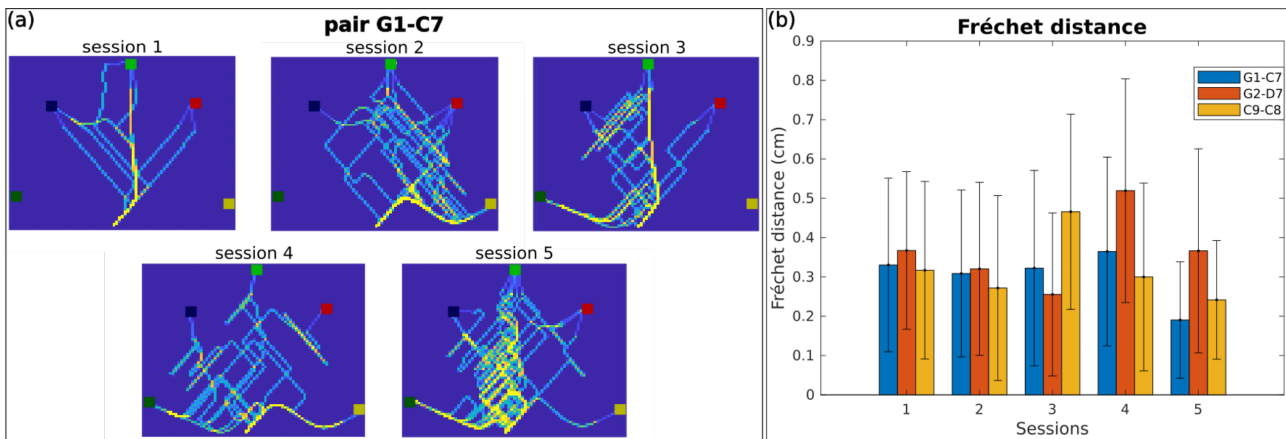 (a)
pair G1-C7
session 1
session 2
session 3
session 4
session 5
(b)
Fréchet distance
Fréchet distance (cm)
0.9
0.8
0.7
0.6
0.5
0.4
0.3
0.2
0.1
0
G1-C7
G2-D7
C9-C8
1 2 3 4 5
Sessions